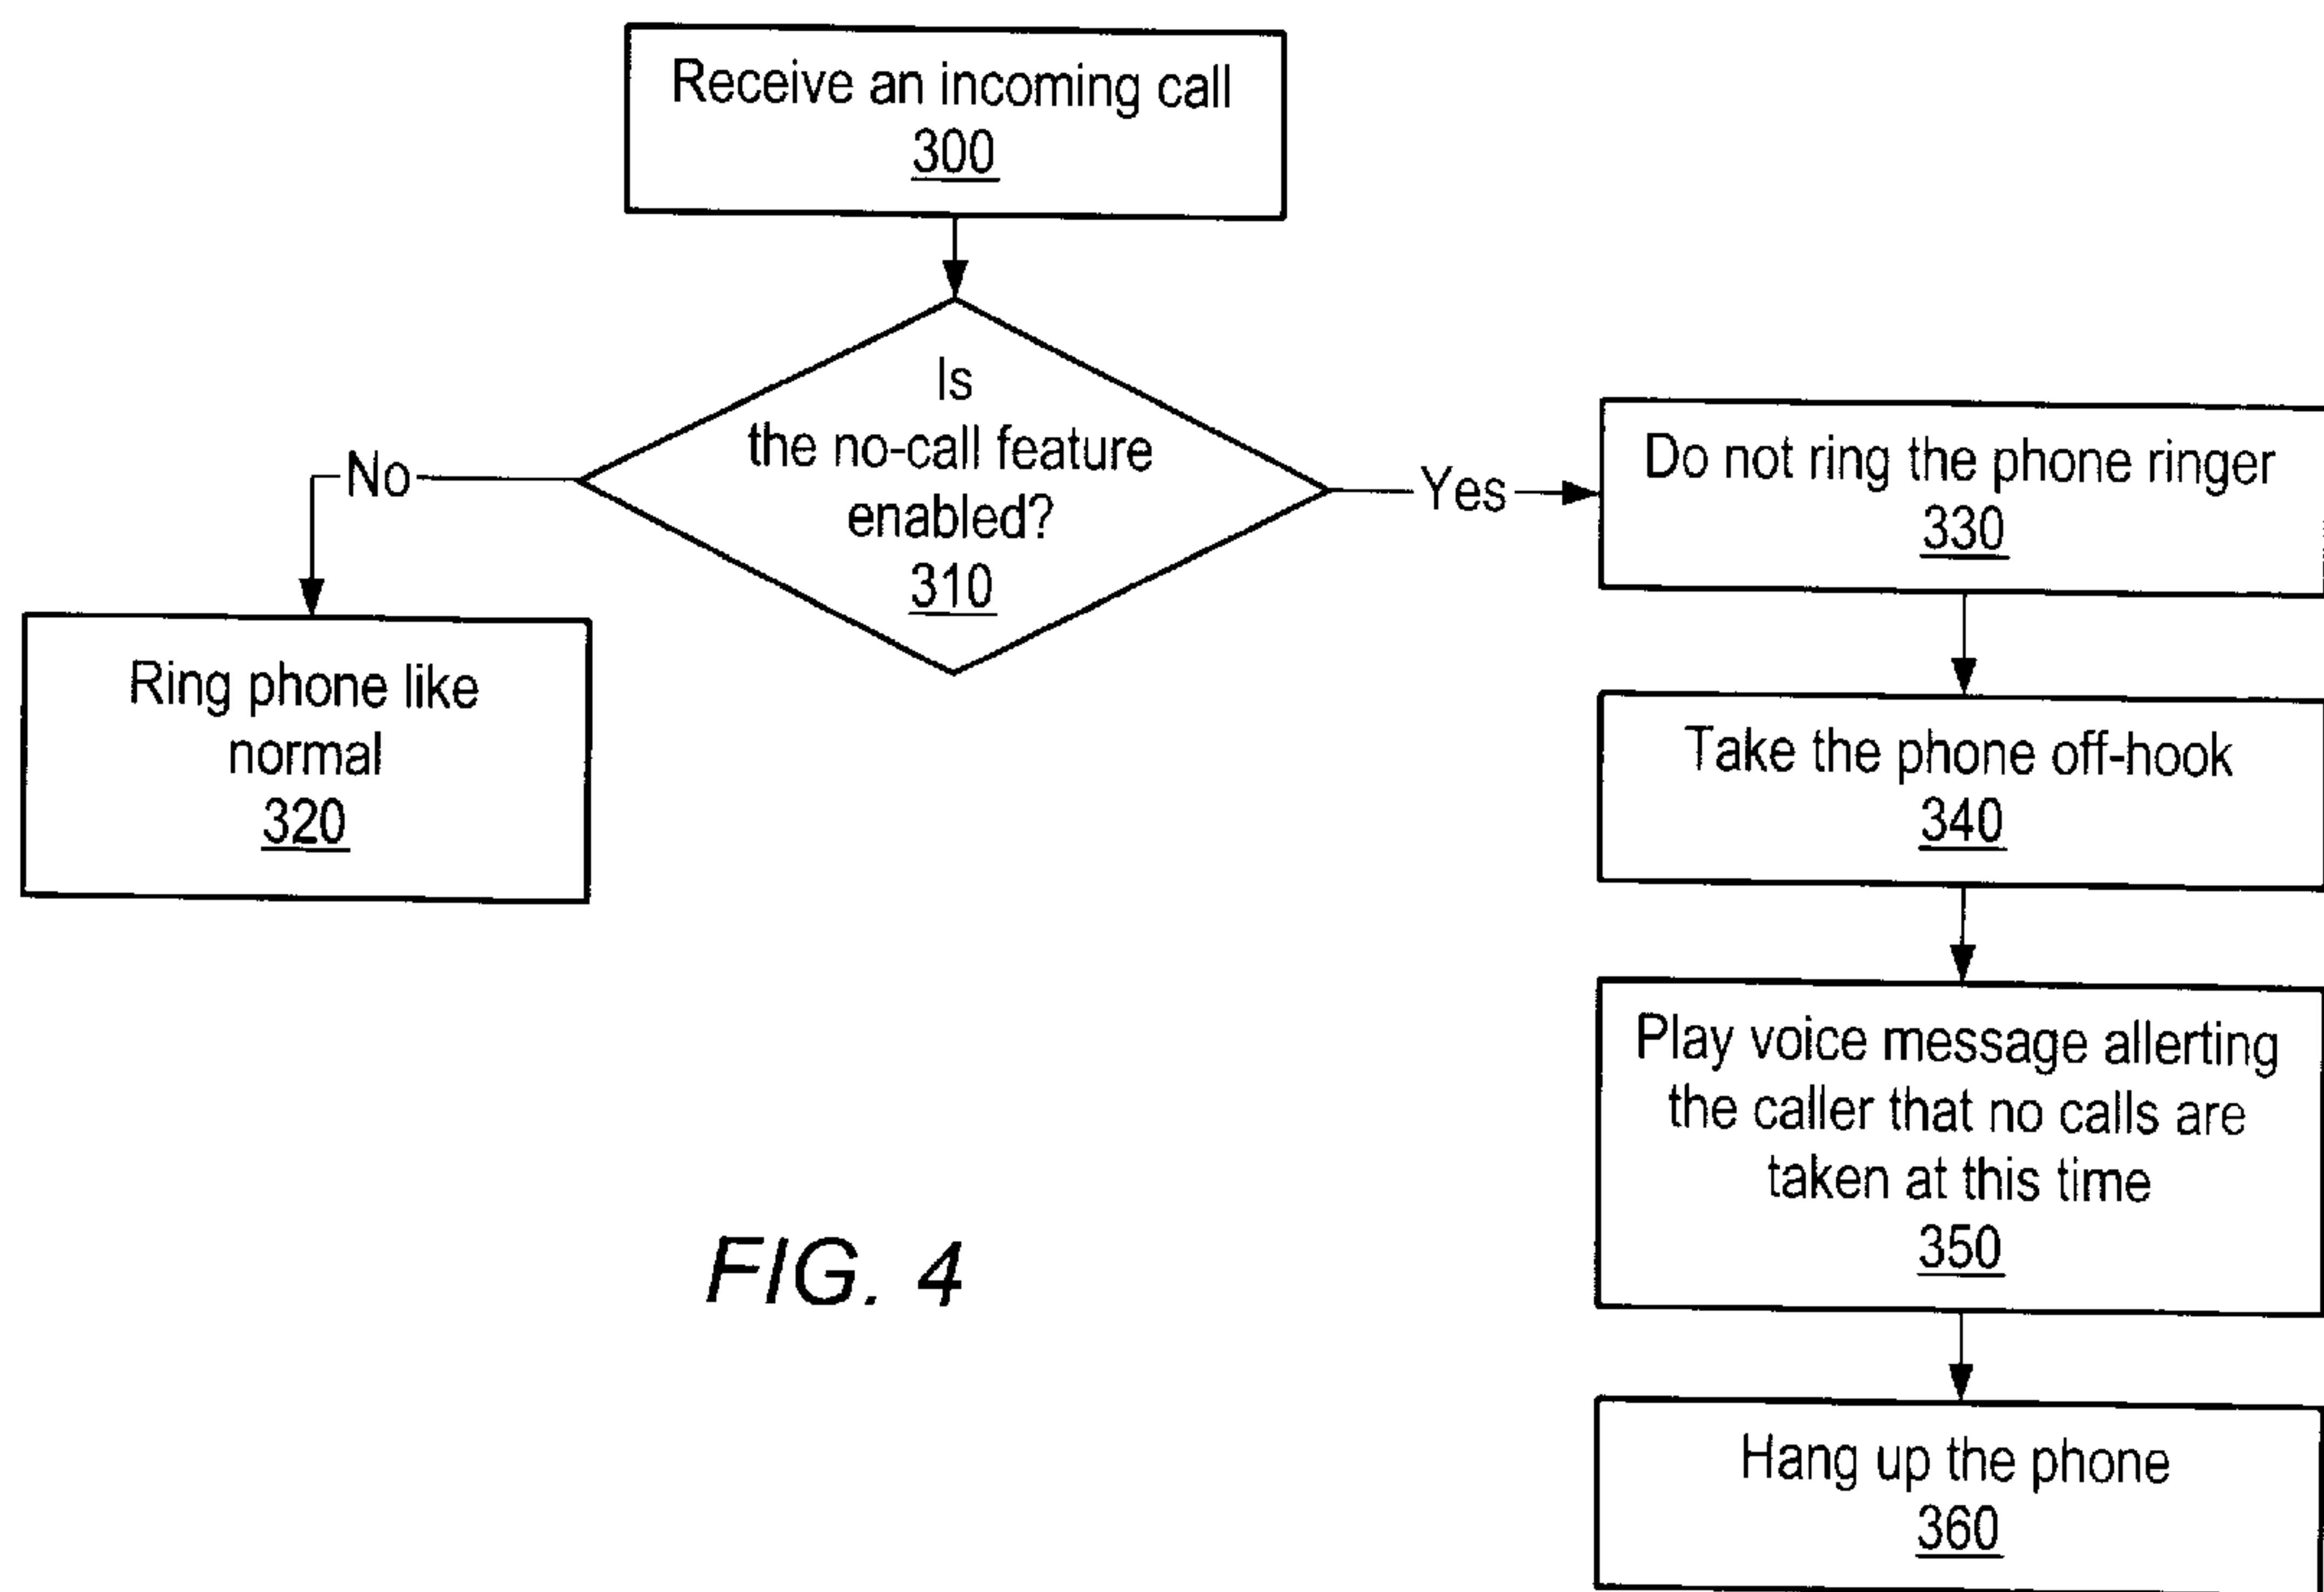 Receive an incoming call
300
Is
the no-call feature
enabled?
310
No
Yes
Ring phone like
normal
320
Do not ring the phone ringer
330
Take the phone off-hook
340
Play voice message allerting
the caller that no calls are
taken at this time
350
Hang up the phone
360
FIG. 4